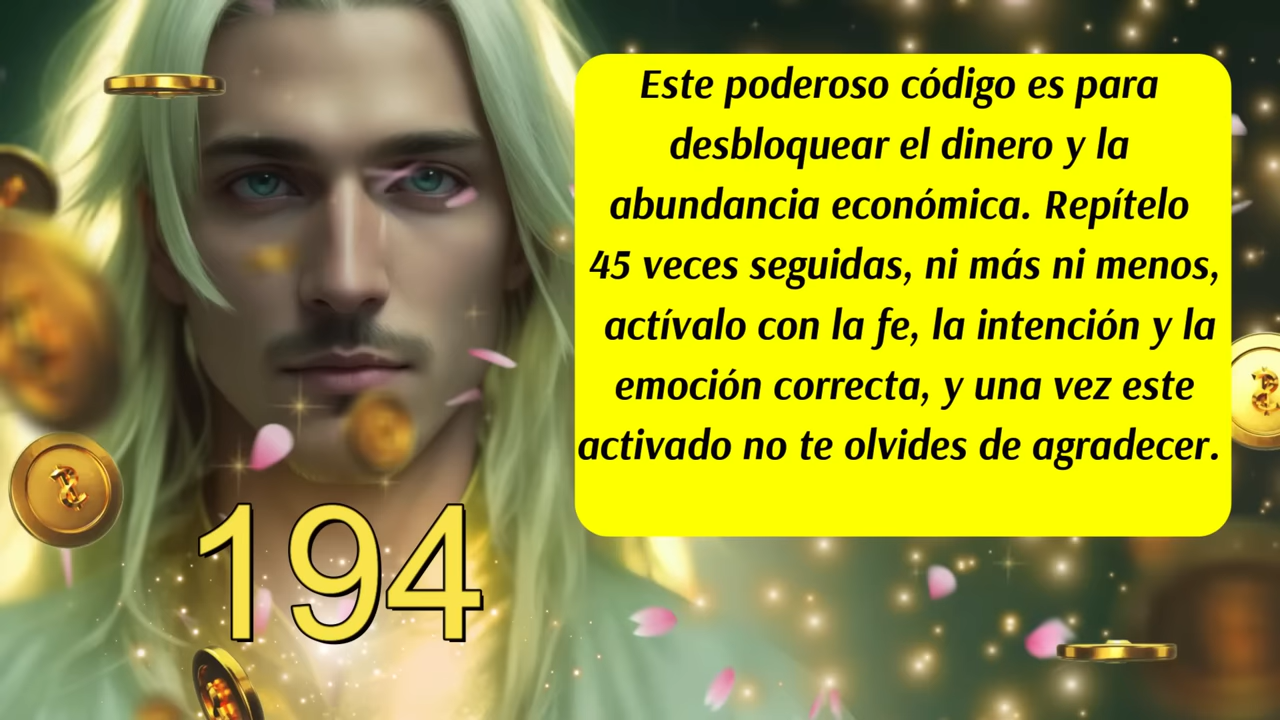 Este poderoso código es para
desbloquear el dinero y la
abundancia económica. Repítelo
45 veces seguidas, ni más ni menos,
actívalo con la fe, la intención y la
emoción correcta, y una vez este
activado no te olvides de agradecer.
194